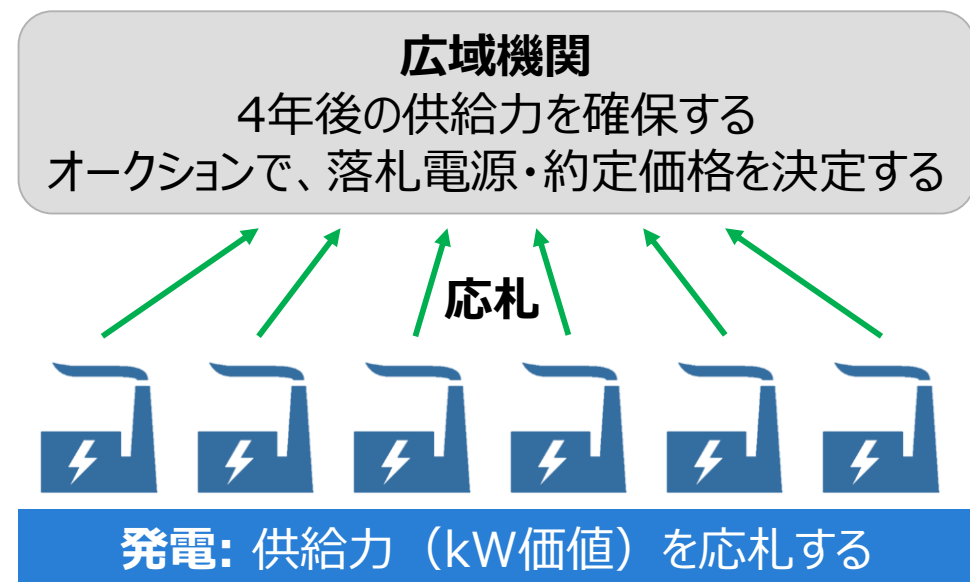 広域機関
4年後の供給力を確保する
オークションで、落札電源・約定価格を決定する
応札
発電: 供給力（kW価値）を応札する